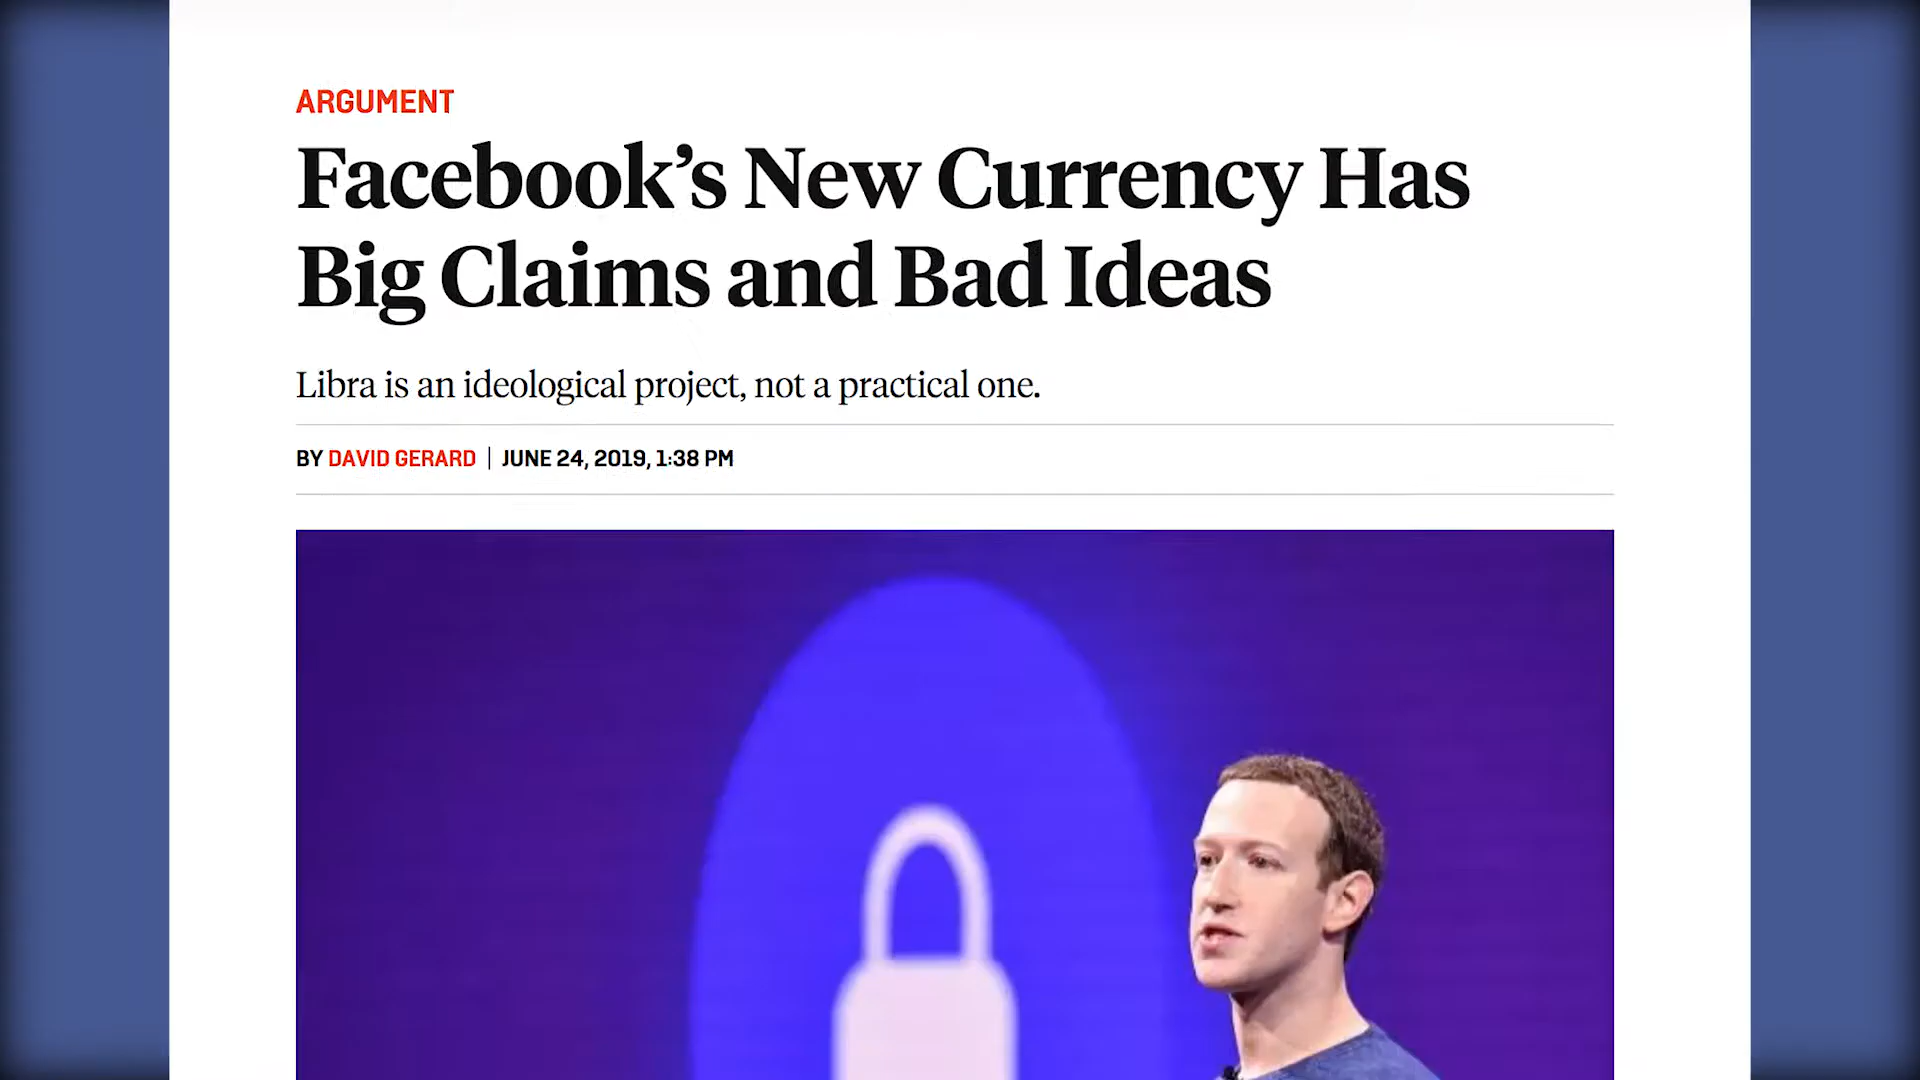 ARGUMENT
Facebook’s New Currency Has
Big Claims and Bad Ideas
Libra is an ideological project, not a practical one.
BY DAVID GERARD | JUNE 24, 2019, 1:38 PM